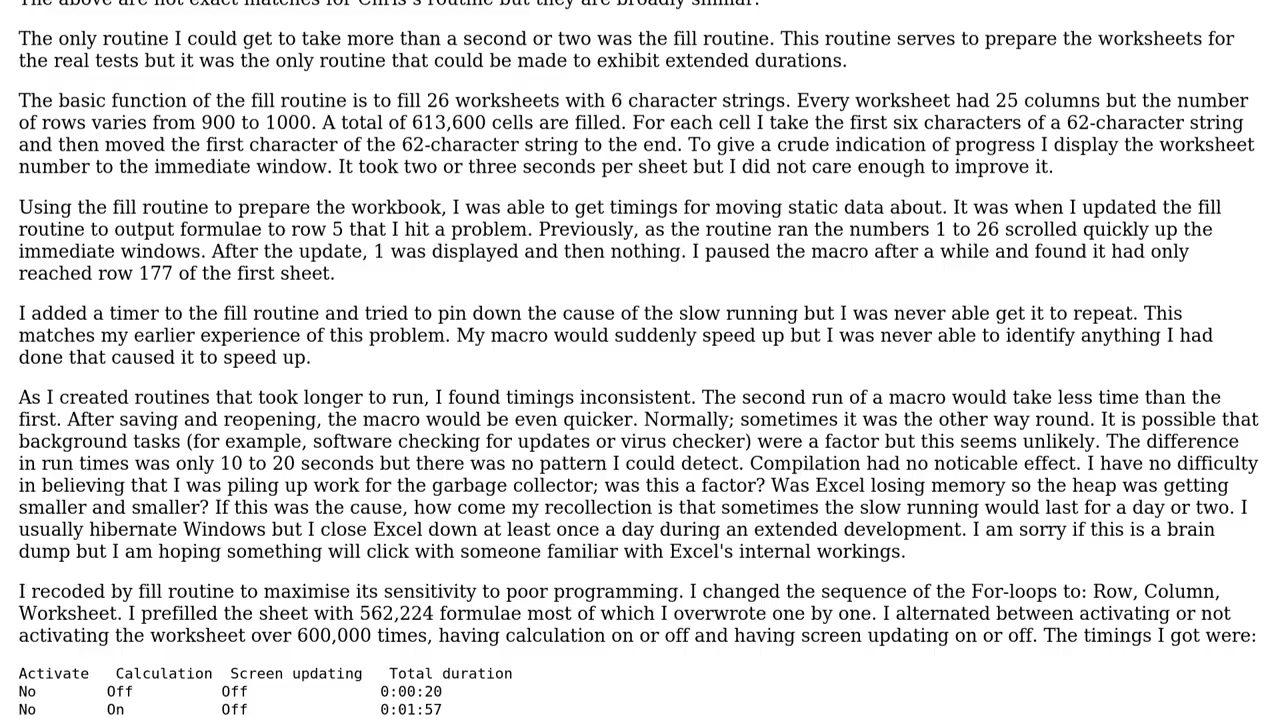 The above are not exact matches for Chris's routine but they are broadly similar.
The only routine I could get to take more than a second or two was the fill routine. This routine serves to prepare the worksheets for
the real tests but it was the only routine that could be made to exhibit extended durations.
The basic function of the fill routine is to fill 26 worksheets with 6 character strings. Every worksheet had 25 columns but the number
of rows varies from 900 to 1000. A total of 613,600 cells are filled. For each cell I take the first six characters of a 62-character string
and then moved the first character of the 62-character string to the end. To give a crude indication of progress I display the worksheet
number to the immediate window. It took two or three seconds per sheet but I did not care enough to improve it.
Using the fill routine to prepare the workbook, I was able to get timings for moving static data about. It was when I updated the fill
routine to output formulae to row 5 that I hit a problem. Previously, as the routine ran the numbers 1 to 26 scrolled quickly up the
immediate windows. After the update, 1 was displayed and then nothing. I paused the macro after a while and found it had only
reached row 177 of the first sheet.
I added a timer to the fill routine and tried to pin down the cause of the slow running but I was never able get it to repeat. This
matches my earlier experience of this problem. My macro would suddenly speed up but I was never able to identify anything I had
done that caused it to speed up.
As I created routines that took longer to run, I found timings inconsistent. The second run of a macro would take less time than the
first. After saving and reopening, the macro would be even quicker. Normally; sometimes it was the other way round. It is possible that
background tasks (for example, software checking for updates or virus checker) were a factor but this seems unlikely. The difference
in run times was only 10 to 20 seconds but there was no pattern I could detect. Compilation had no noticable effect. I have no difficulty
in believing that I was piling up work for the garbage collector; was this a factor? Was Excel losing memory so the heap was getting
smaller and smaller? If this was the cause, how come my recollection is that sometimes the slow running would last for a day or two. I
usually hibernate Windows but I close Excel down at least once a day during an extended development. I am sorry if this is a brain
dump but I am hoping something will click with someone familiar with Excel's internal workings.
I recoded by fill routine to maximise its sensitivity to poor programming. I changed the sequence of the For-loops to: Row, Column,
Worksheet. I prefilled the sheet with 562,224 formulae most of which I overwrote one by one. I alternated between activating or not
activating the worksheet over 600,000 times, having calculation on or off and having screen updating on or off. The timings I got were:
Activate   Calculation  Screen updating   Total duration
No        Off          Off               0:00:20
No        On           Off               0:01:57